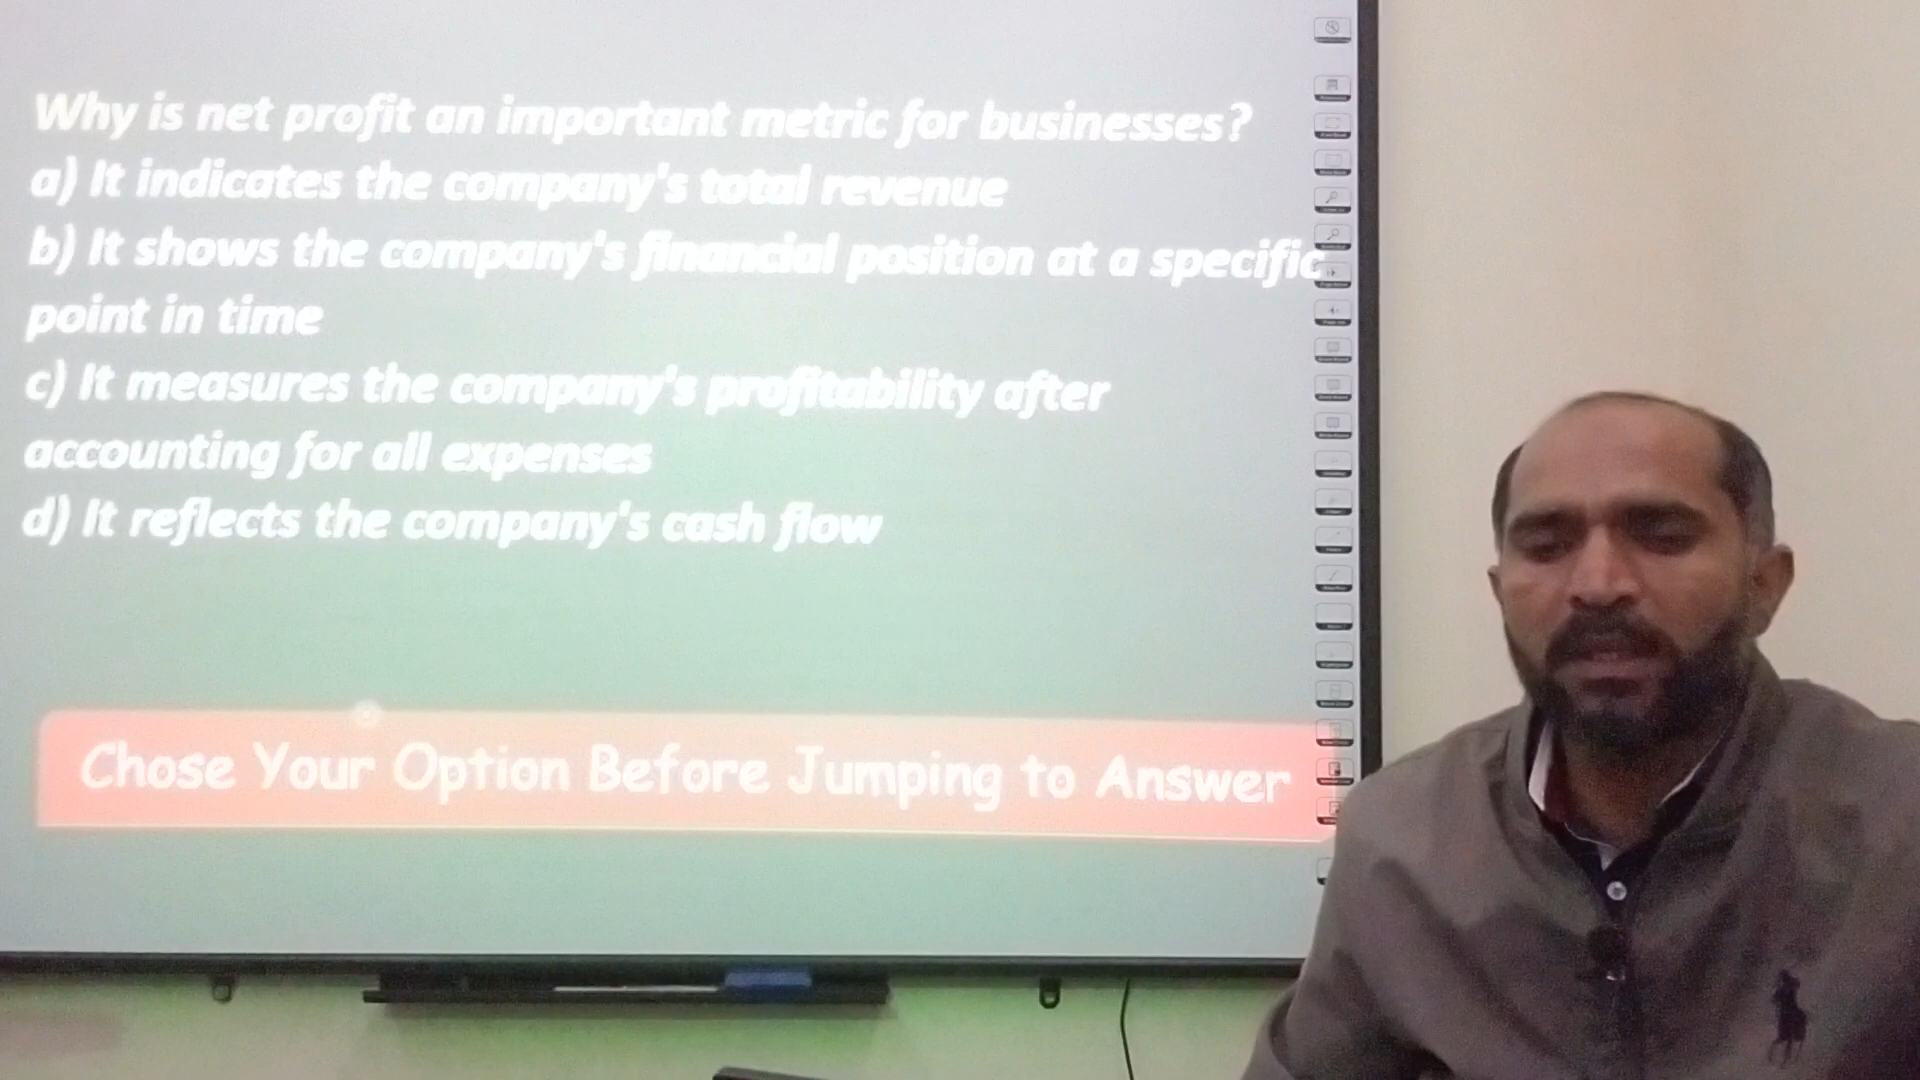 Why is net profit an important metric for businesses?
a) It indicates the company's total revenue
b) It shows the company's financial position at a specific
point in time
c) It measures the company's profitability after
accounting for all expenses
d) It reflects the company's cash flow
Chose Your Option Before Jumping to Answer